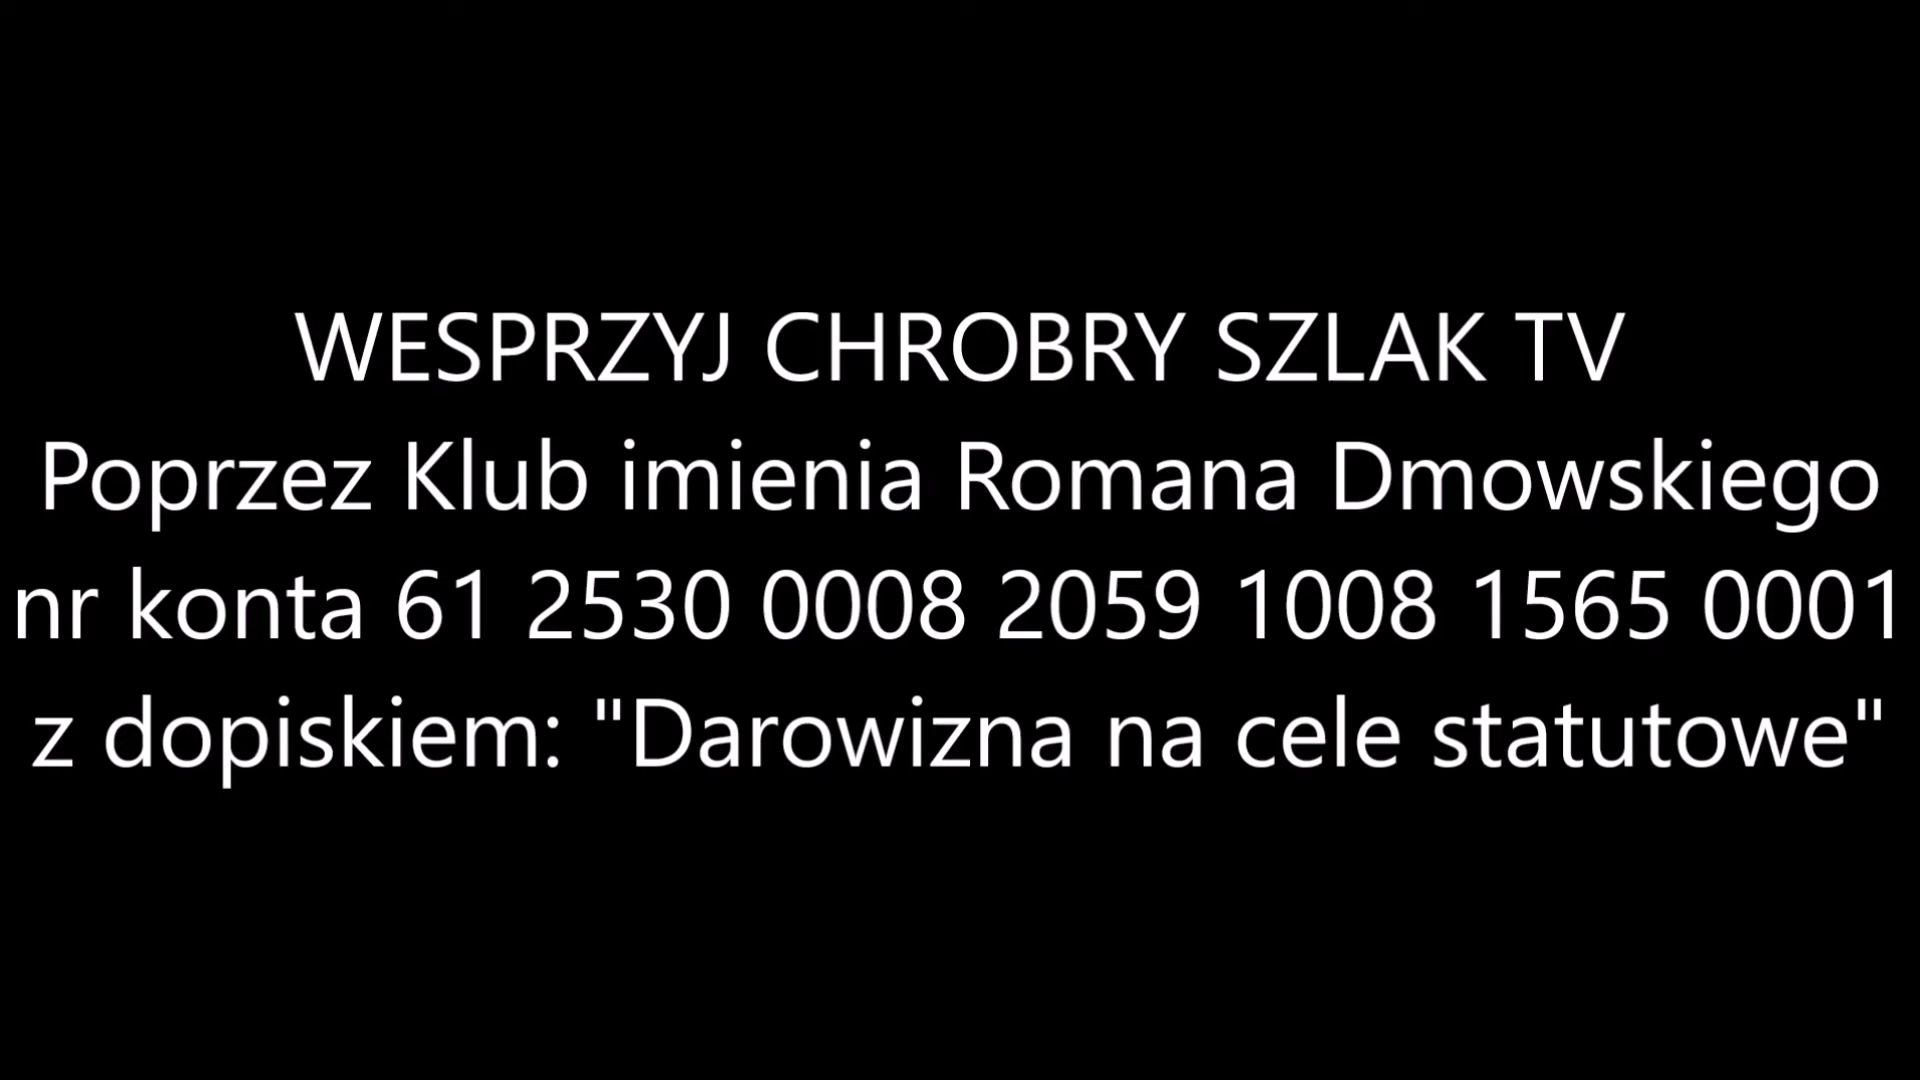 WESPRZYJ CHROBRY SZLAK TV
Poprzez Klub imienia Romana Dmowskiego
nr konta 61 2530 0008 2059 1008 1565 0001
z dopiskiem: "Darowizna na cele statutowe"